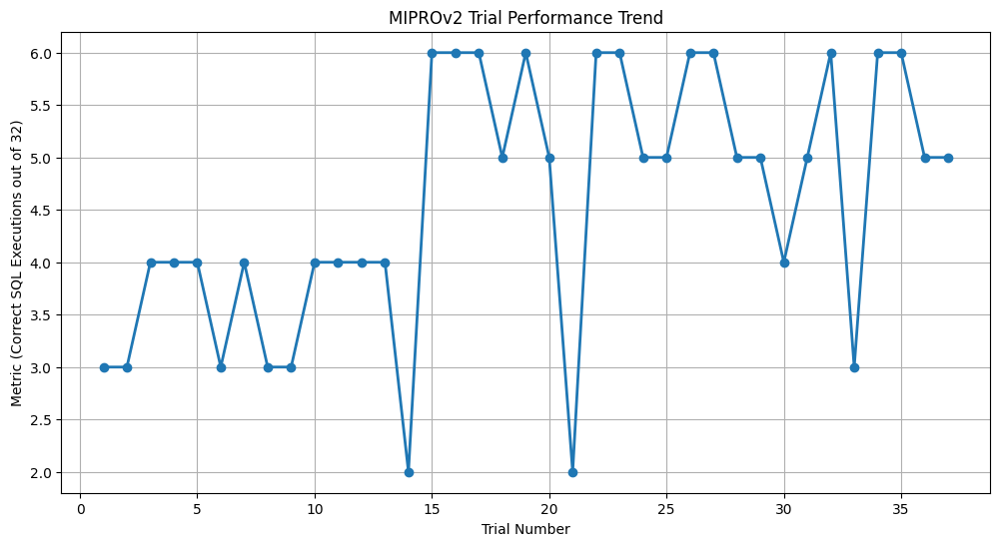 MIPROv2 Trial Performance Trend
Metric (Correct SQL Executions out of 32)
6.0
5.5
5.0
4.5
4.0
3.5
3.0
2.5
2.0
0 5 10 15 20 25 30 35
Trial Number